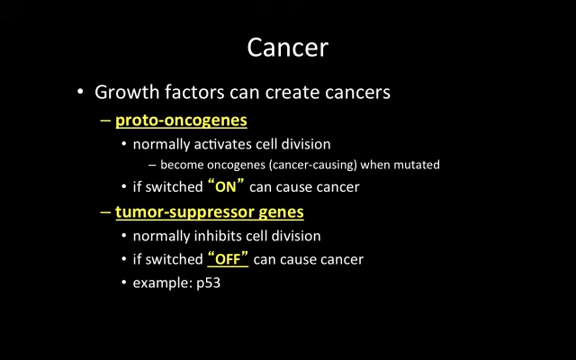 Cancer
• Growth factors can create cancers
– proto-oncogenes
• normally activates cell division
– become oncogenes (cancer-causing) when mutated
• if switched “ON” can cause cancer
– tumor-suppressor genes
• normally inhibits cell division
• if switched “OFF” can cause cancer
• example: p53